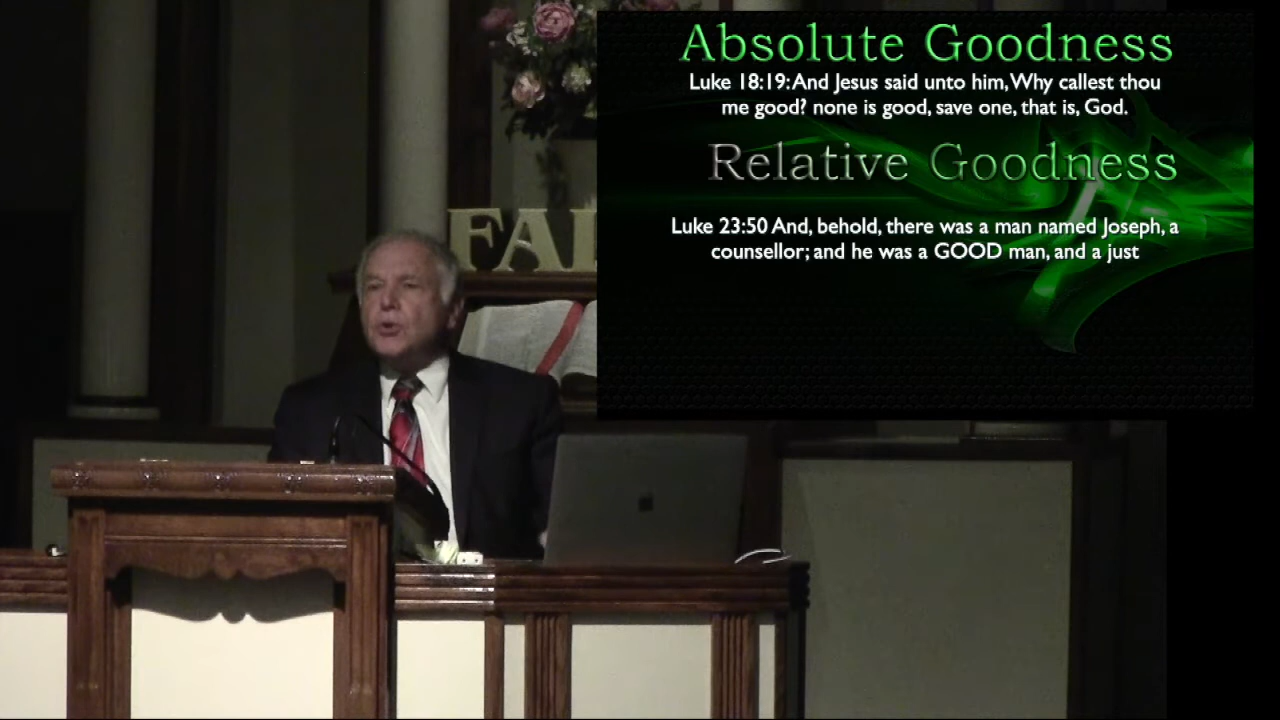 Absolute Goodness
Luke 18:19: And Jesus said unto him, Why callest thou
me good? none is good, save one, that is, God.
Relative Goodness
Luke 23:50 And, behold, there was a man named Joseph, a
counsellor; and he was a GOOD man, and a just
FAI